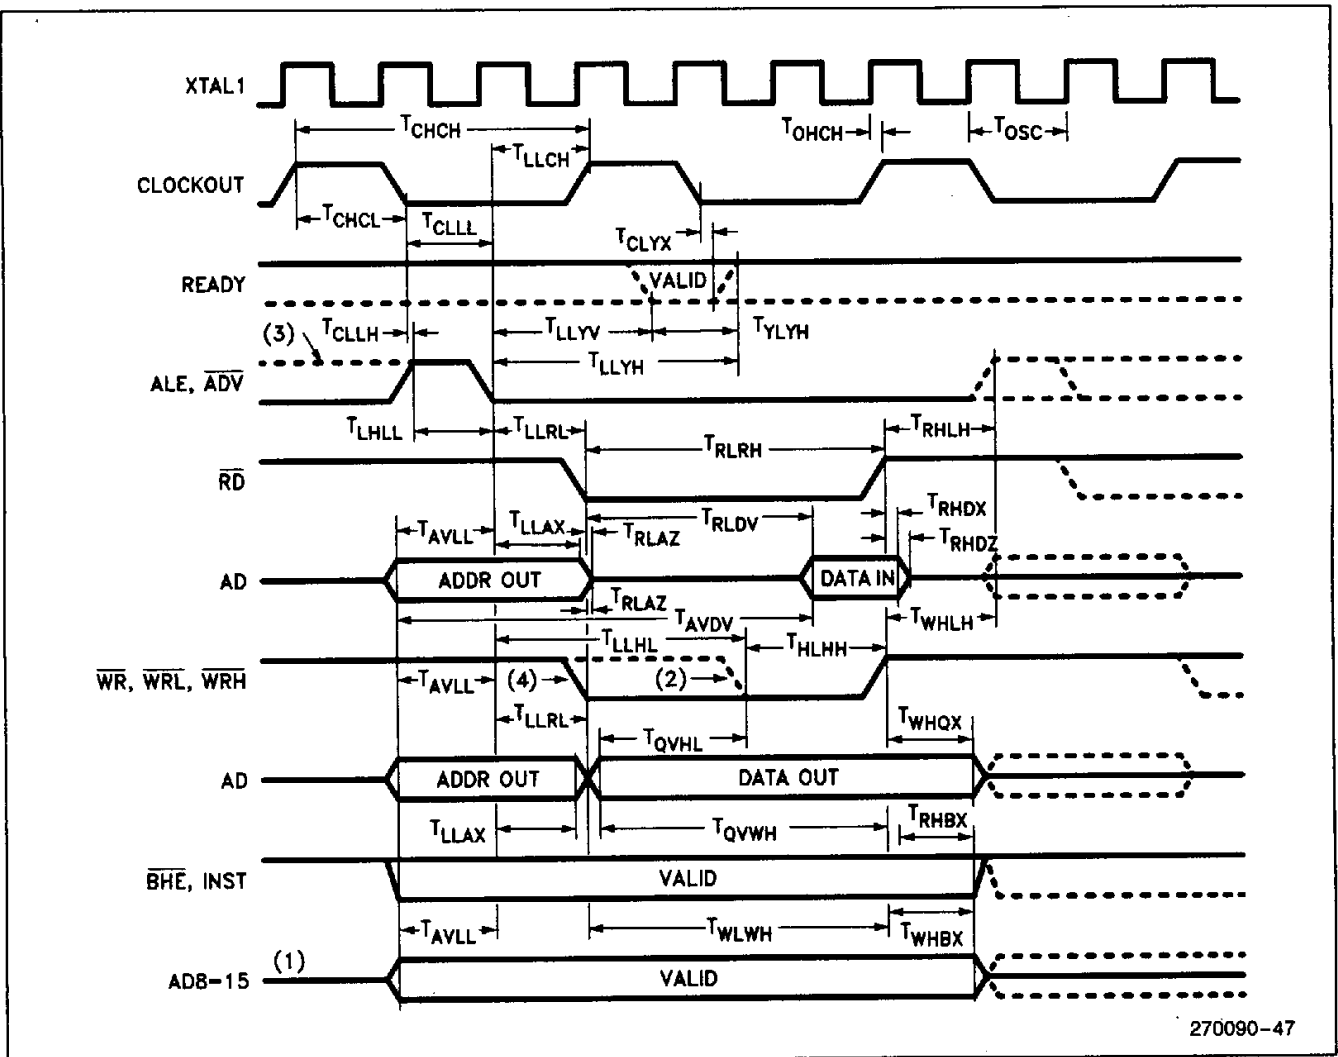 XTAL1
TCHCH
TOHCH
TOSC
TLLCH
CLOCKOUT
TCHCL
TCLLL
TCLYX
READY
VALID
(3)
TCLLH
TLLYV
TYLYH
TLLYH
ALE, ADV
TLHLL
TLLRL
TRLRH
TRHLH
RD
TRHDX
TAVLL
TLLAX
TRLAZ
TRLDV
TRHDZ
AD
ADDR OUT
DATA IN
TRLAZ
TAVDV
TWHLH
TLLHL
THLHH
WR, WRL, WRH
TAVLL
(4)
(2)
TLLRL
TWHQX
TQVHL
AD
ADDR OUT
DATA OUT
TLLAX
TQVWH
TRHBX
BHE, INST
VALID
TAVLL
TWLWH
TWHBX
(1)
AD8-15
VALID
270090-47